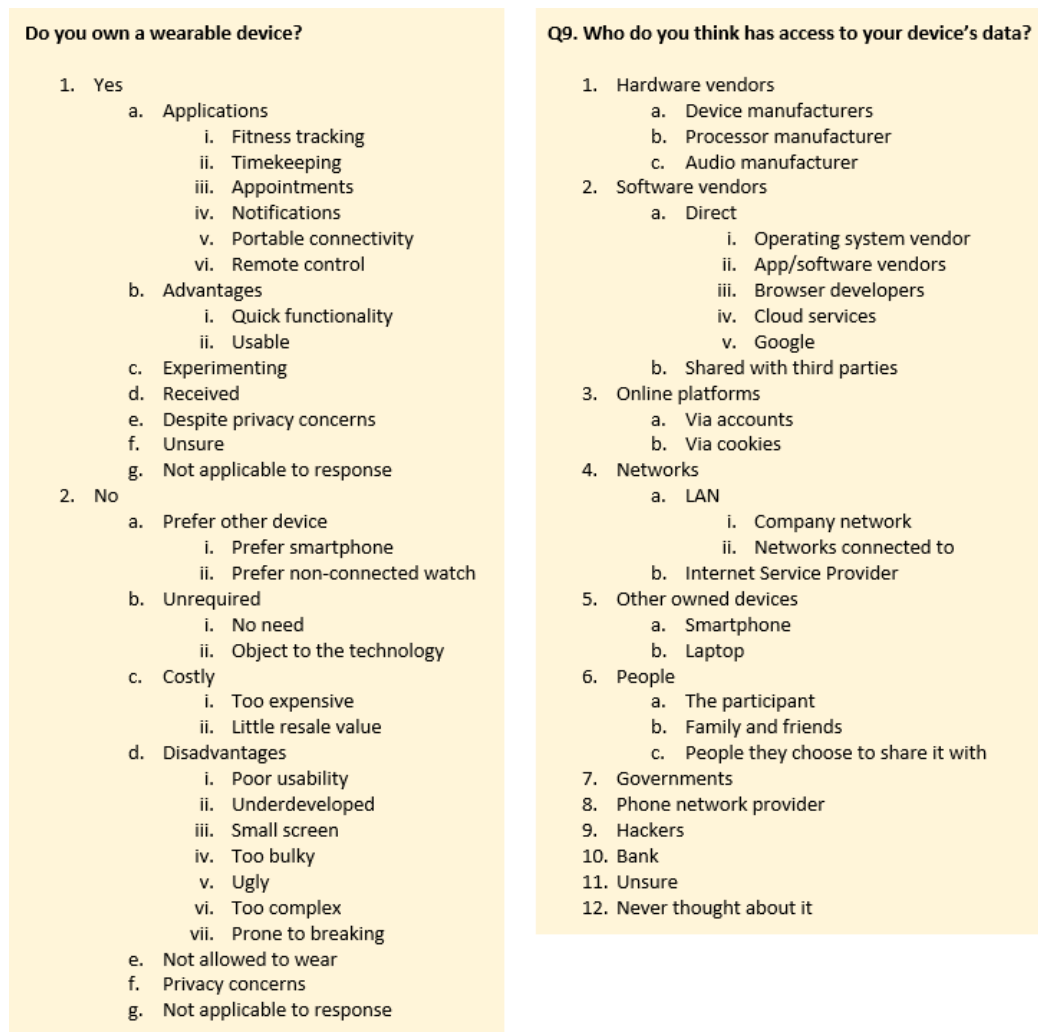 Do you own a wearable device?
1. Yes
a. Applications
i. Fitness tracking
ii. Timekeeping
iii. Appointments
iv. Notifications
v. Portable connectivity
vi. Remote control
b. Advantages
i. Quick functionality
ii. Usable
c. Experimenting
d. Received
e. Despite privacy concerns
f. Unsure
g. Not applicable to response
2. No
a. Prefer other device
i. Prefer smartphone
ii. Prefer non-connected watch
b. Unrequired
i. No need
ii. Object to the technology
c. Costly
i. Too expensive
ii. Little resale value
d. Disadvantages
i. Poor usability
ii. Underdeveloped
iii. Small screen
iv. Too bulky
v. Ugly
vi. Too complex
vii. Prone to breaking
e. Not allowed to wear
f. Privacy concerns
g. Not applicable to response
Q9. Who do you think has access to your device's data?
1. Hardware vendors
a. Device manufacturers
b. Processor manufacturer
c. Audio manufacturer
2. Software vendors
a. Direct
i. Operating system vendor
ii. App/software vendors
iii. Browser developers
iv. Cloud services
v. Google
b. Shared with third parties
3. Online platforms
a. Via accounts
b. Via cookies
4. Networks
a. LAN
i. Company network
ii. Networks connected to
b. Internet Service Provider
5. Other owned devices
a. Smartphone
b. Laptop
6. People
a. The participant
b. Family and friends
c. People they choose to share it with
7. Governments
8. Phone network provider
9. Hackers
10. Bank
11. Unsure
12. Never thought about it